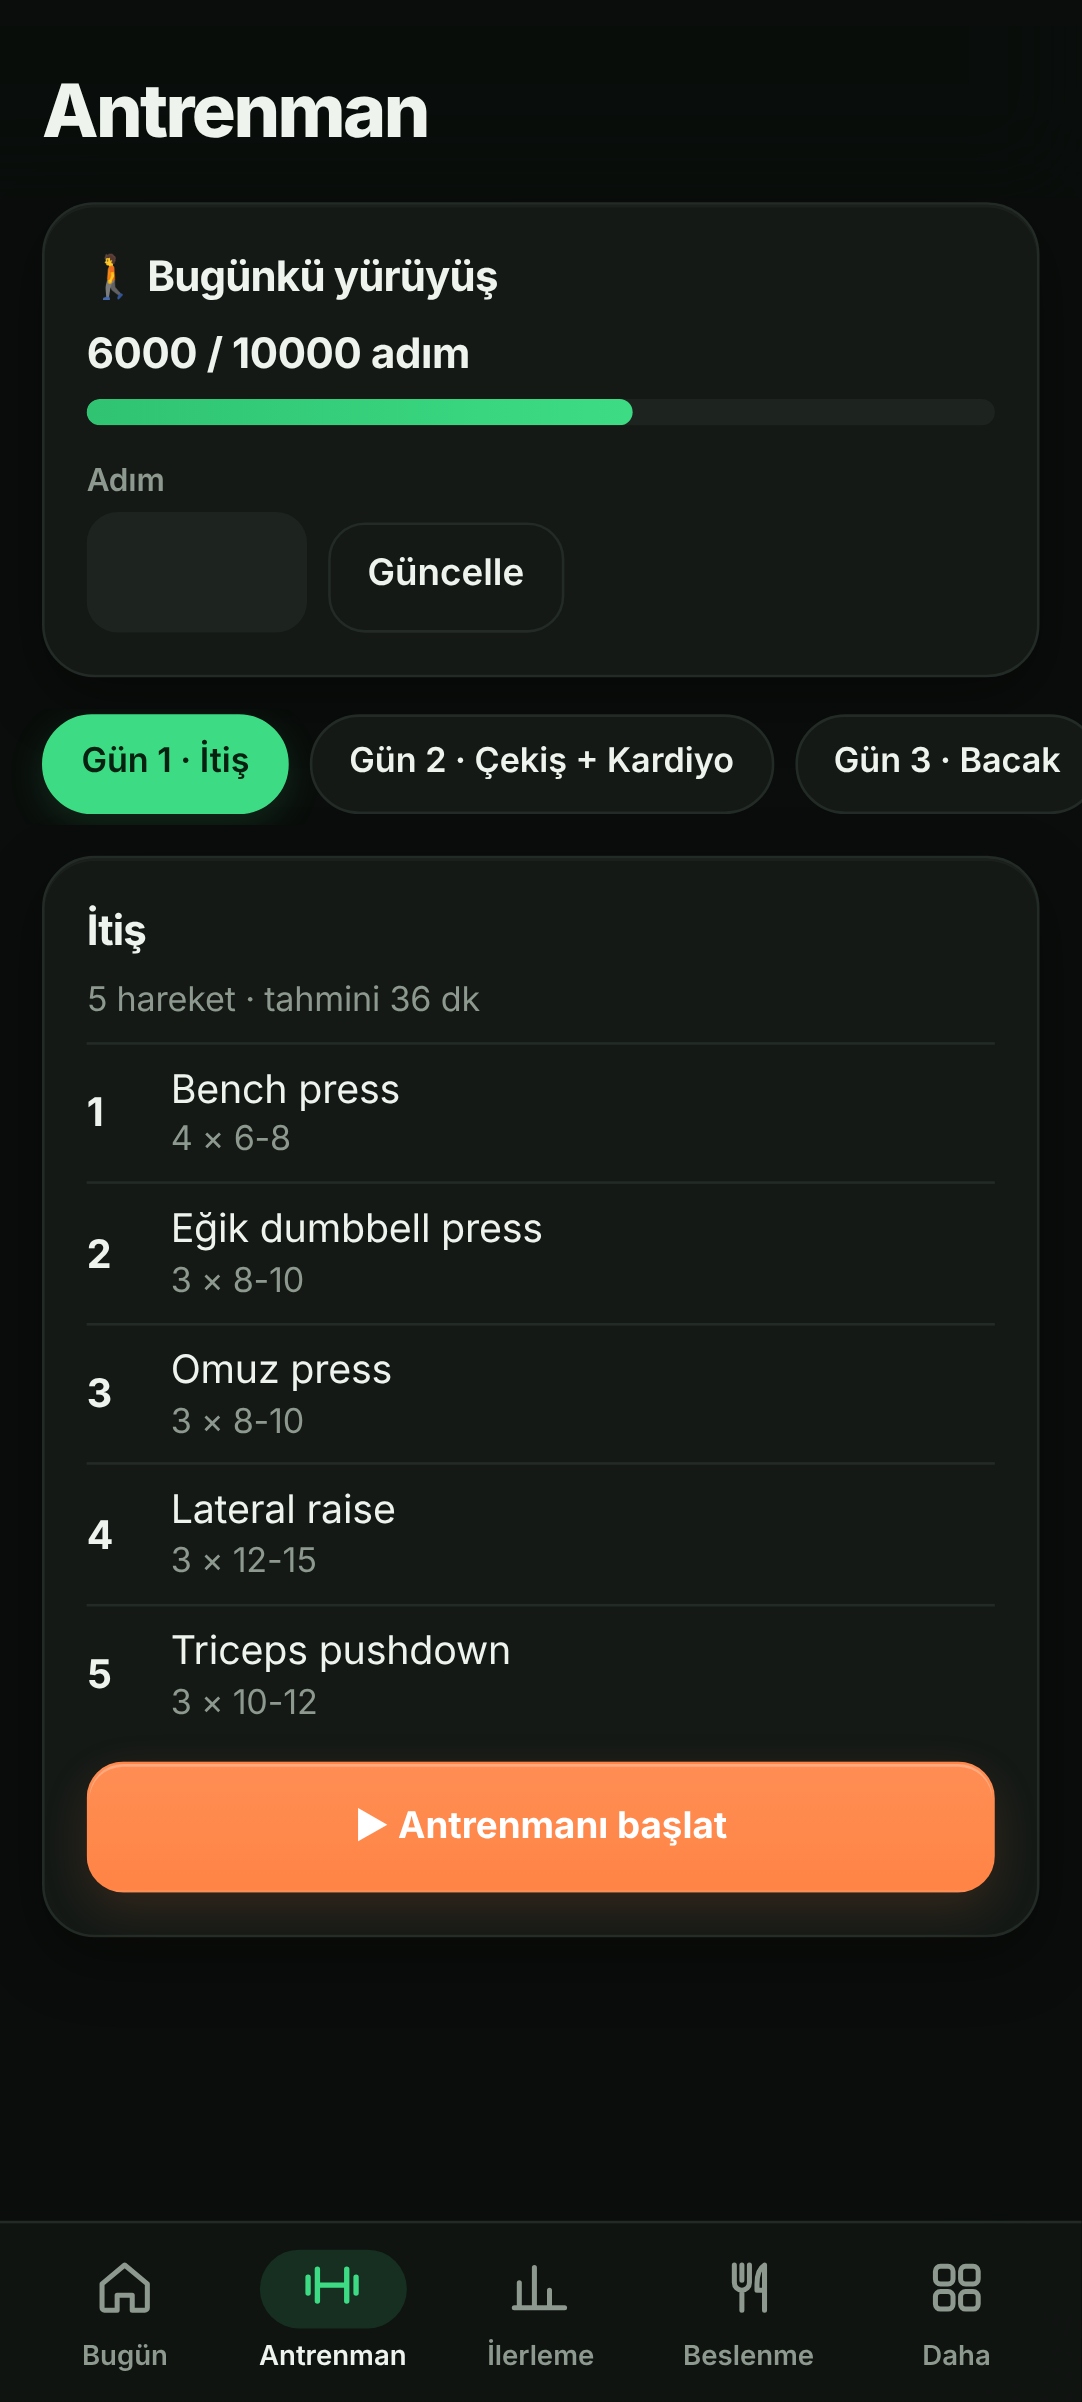 Antrenman
🚶 Bugünkü yürüyüş
6000 / 10000 adım
Adım
Güncelle
Gün 1 · İtiş
Gün 2 · Çekiş + Kardiyo
Gün 3 · Bacak
İtiş
5 hareket · tahmini 36 dk
1
Bench press
4 × 6-8
2
Eğik dumbbell press
3 × 8-10
3
Omuz press
3 × 8-10
4
Lateral raise
3 × 12-15
5
Triceps pushdown
3 × 10-12
▶ Antrenmanı başlat
Bugün
Antrenman
İlerleme
Beslenme
Daha